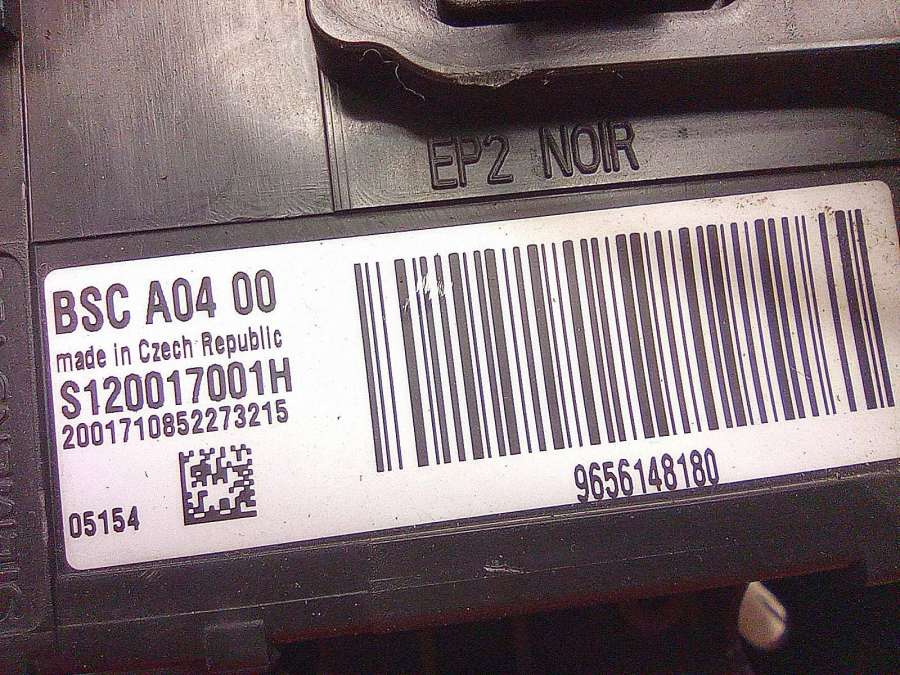 EP2 NOIR
BSC A04 00
made in Czech Republic
S120017001H
2001710852273215
05154
9656148180